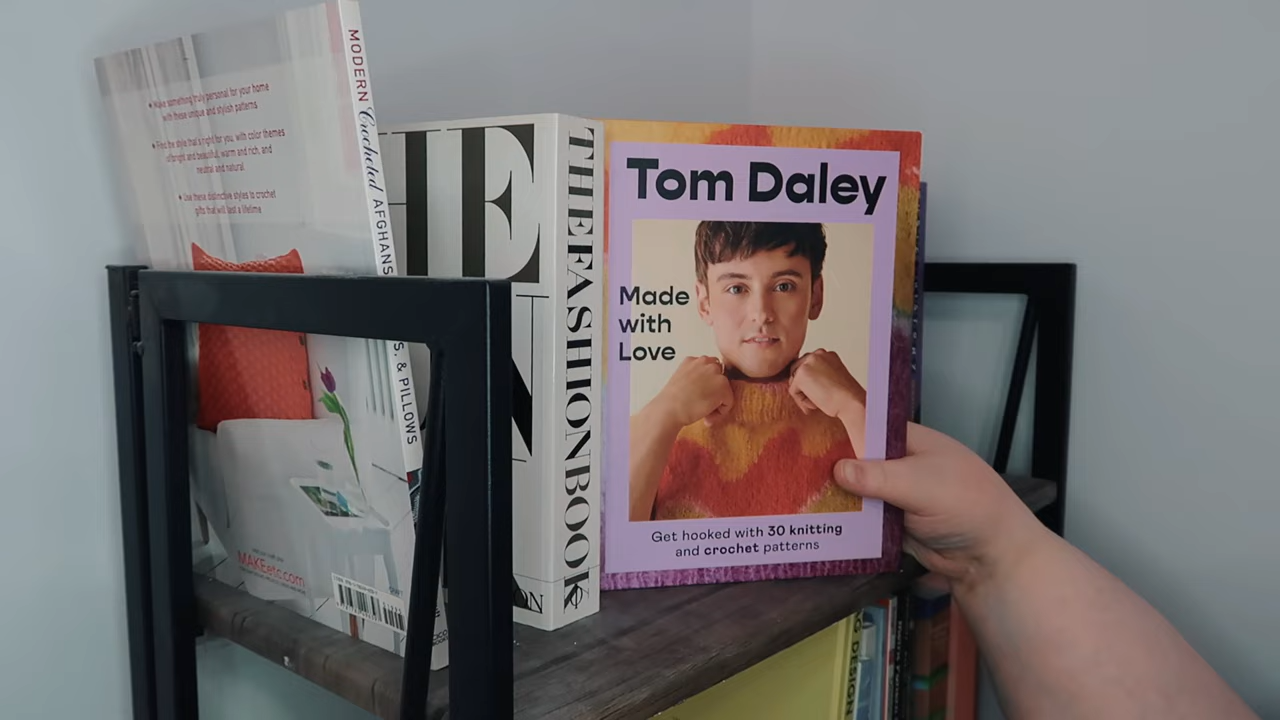 • Make something truly personal for your home
with these unique and stylish patterns
• Find the style that's right for you, with color themes
of bright and beautiful, warm and rich, and
neutral and natural
• Use these distinctive styles to crochet
gifts that will last a lifetime
MAKEetc.com
MODERN Crocheted AFGHANS
S, & PILLOWS
HE
THE FASHION BOOK
Tom Daley
Made
with
Love
Get hooked with 30 knitting
and crochet patterns
DESIGN